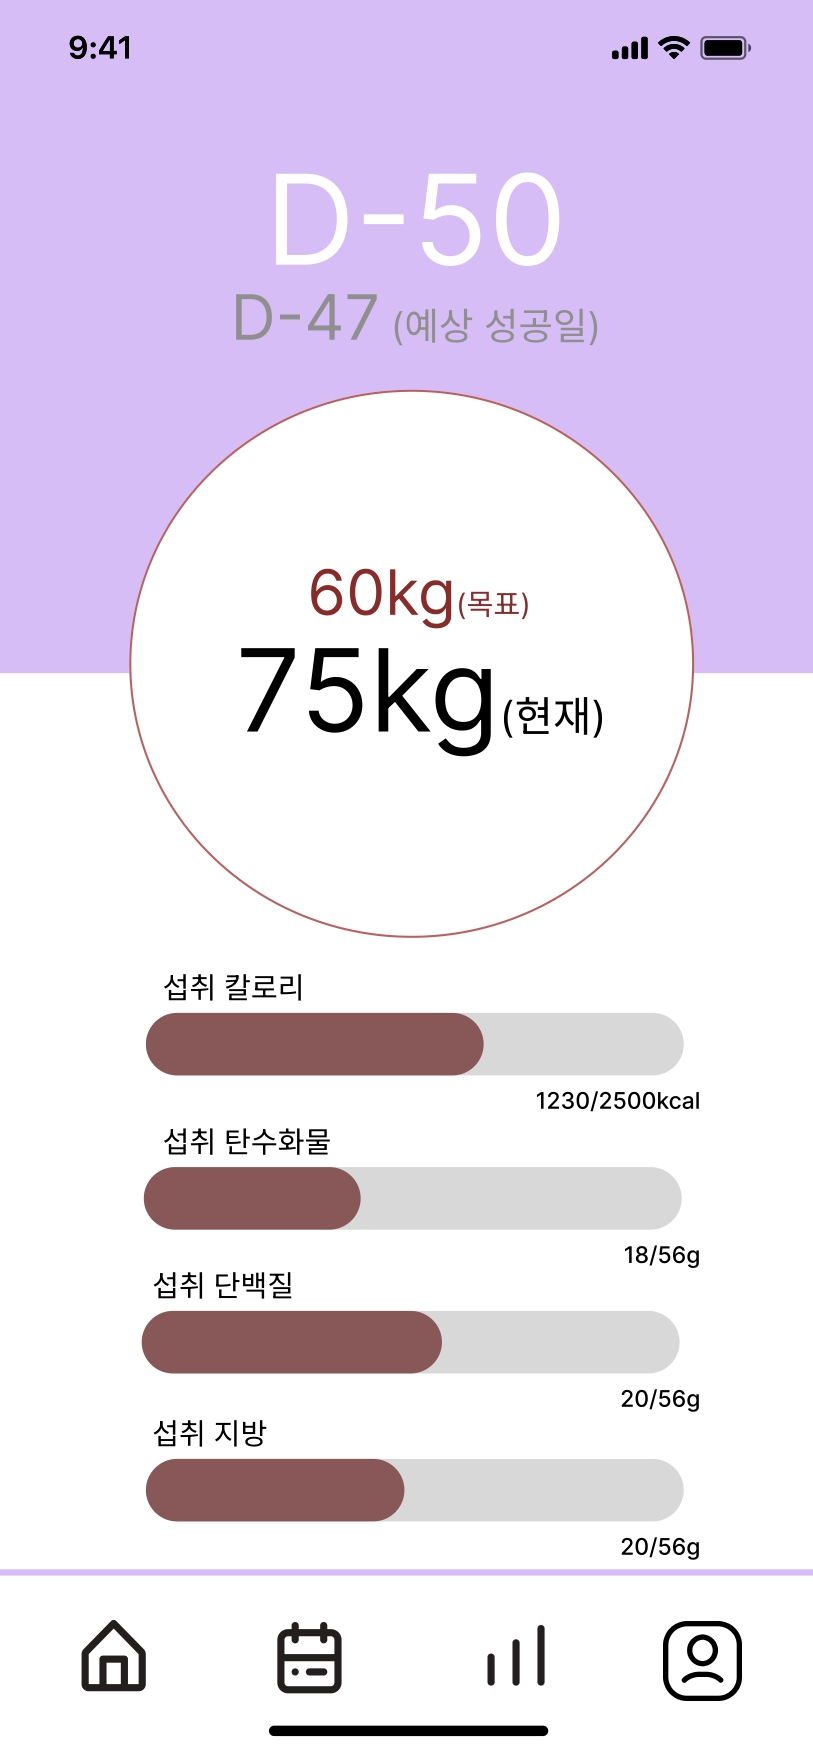 9:41
D-50
D-47 (예상 성공일)
60kg(목표)
75kg(현재)
섭취 칼로리
1230/2500kcal
섭취 탄수화물
18/56g
섭취 단백질
20/56g
섭취 지방
20/56g